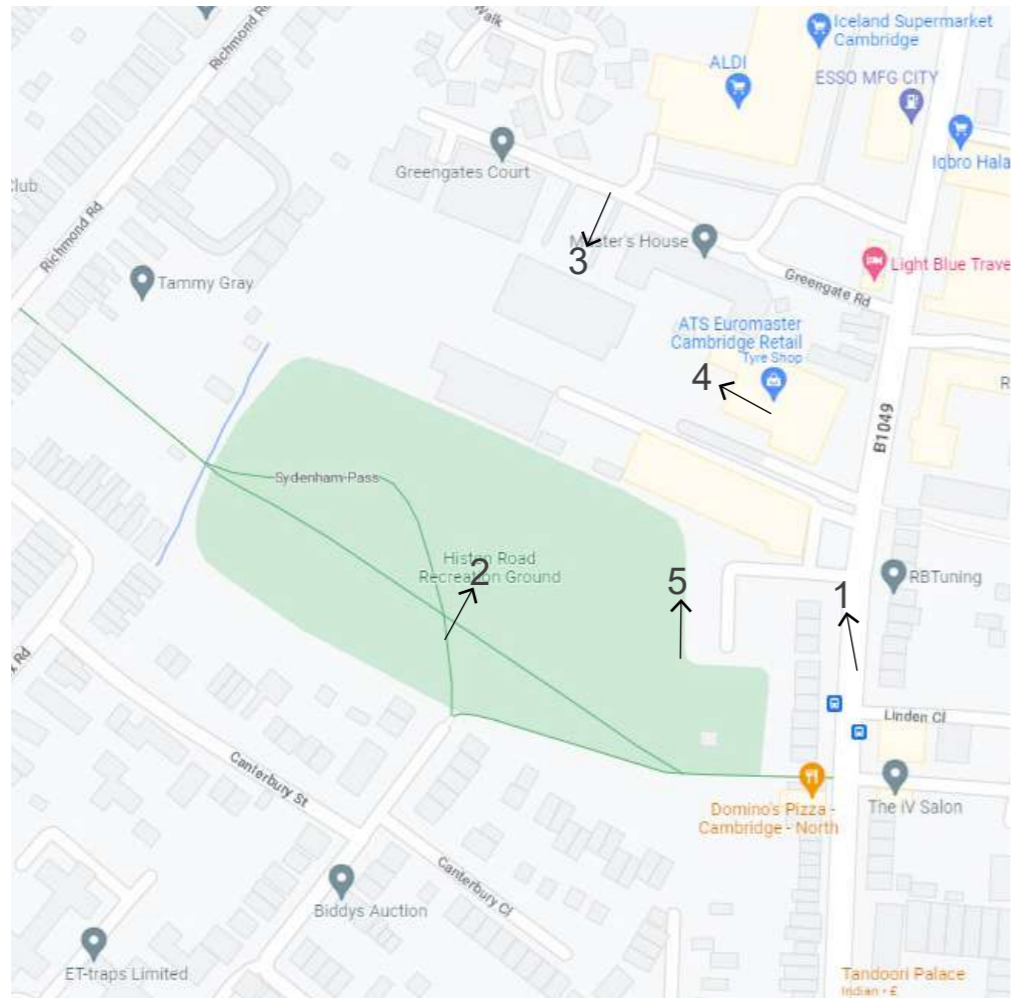 Richmond Rd
Walk
Iceland Supermarket
Cambridge
ALDI
ESSO MFG CITY
Iqbro Hala
Greengates Court
Club
Richmond Rd
3
Master's House
Light Blue Trave
Tammy Gray
Greengate Rd
ATS Euromaster
Cambridge Retail
Tyre Shop
4
R
B1049
Sydenham Pass
Histon Road
Recreation Ground
2
5
1
RBTuning
Rd
Linden Cl
Canterbury St
Domino's Pizza -
Cambridge - North
The IV Salon
Canterbury Cl
Biddys Auction
ET-traps Limited
Tandoori Palace
Indian • £